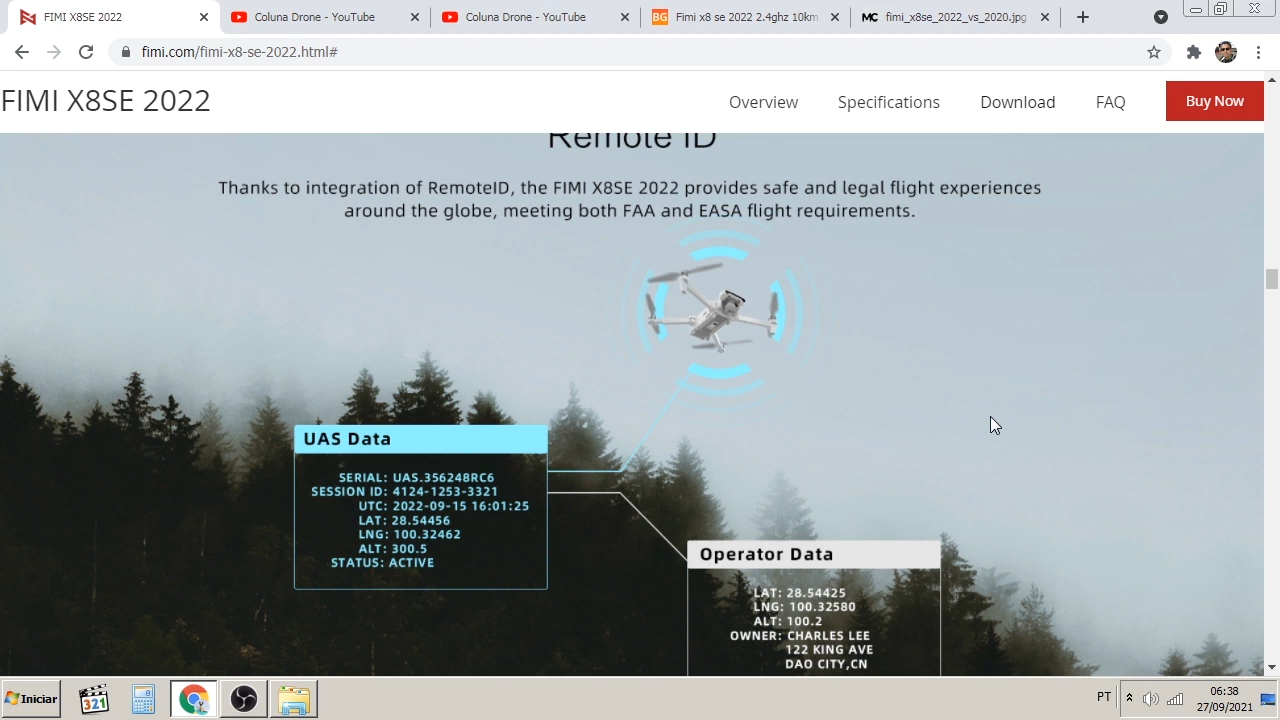 FIMI X8SE 2022
Coluna Drone - YouTube
Coluna Drone - YouTube
BG
Fimi x8 se 2022 2.4ghz 10km
MC
fimi_x8se_2022_vs_2020.jpg
fimi.com/fimi-x8-se-2022.html#
FIMI X8SE 2022
Overview
Specifications
Download
FAQ
Buy Now
Remote ID
Thanks to integration of RemoteID, the FIMI X8SE 2022 provides safe and legal flight experiences
around the globe, meeting both FAA and EASA flight requirements.
UAS Data
SERIAL: UAS.356248RC6
SESSION ID: 4124-1253-3321
UTC: 2022-09-15 16:01:25
LAT: 28.54456
LNG: 100.32462
ALT: 300.5
STATUS: ACTIVE
Operator Data
LAT: 28.54425
LNG: 100.32580
ALT: 100.2
OWNER: CHARLES LEE
122 KING AVE
DAO CITY,CN
Iniciar
321
PT
06:38
27/09/2021